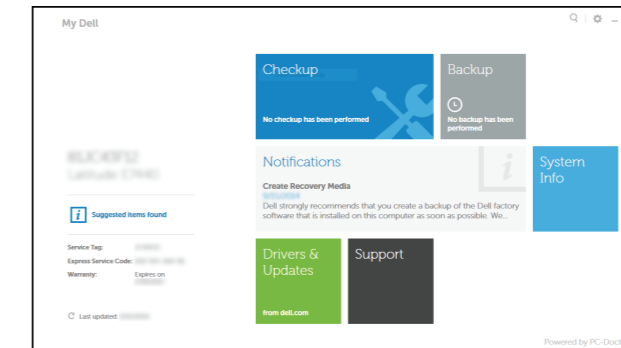 My Dell
Checkup
No checkup has been performed
Backup
No backup has been
performed
Notifications
Create Recovery Media
Dell strongly recommends that you create a backup of the Dell factory
software that is installed on this computer as soon as possible. We...
System
Info
Suggested items found
Service Tag:
Express Service Code:
Warranty: Expires on
Last updated:
Drivers &
Updates
from dell.com
Support
Powered by PC-Doct